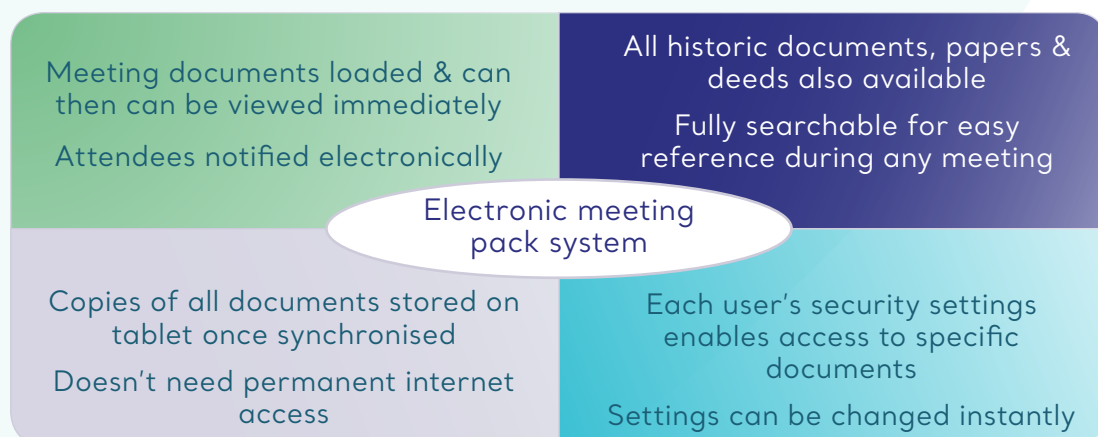 Meeting documents loaded & can
then can be viewed immediately
Attendees notified electronically
All historic documents, papers &
deeds also available
Fully searchable for easy
reference during any meeting
Electronic meeting
pack system
Copies of all documents stored on
tablet once synchronised
Doesn’t need permanent internet
access
Each user’s security settings
enables access to specific
documents
Settings can be changed instantly